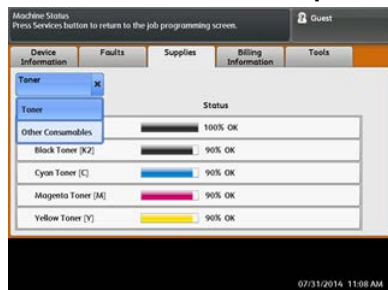 Machine Status
Press Services button to return to the job programming screen.
Guest
Device Information
Faults
Supplies
Billing Information
Tools
Toner
Toner
Other Consumables
Status
100% OK
Black Toner [K2]
90% OK
Cyan Toner [C]
90% OK
Magenta Toner [M]
90% OK
Yellow Toner [Y]
90% OK
07/31/2014 11:08 AM